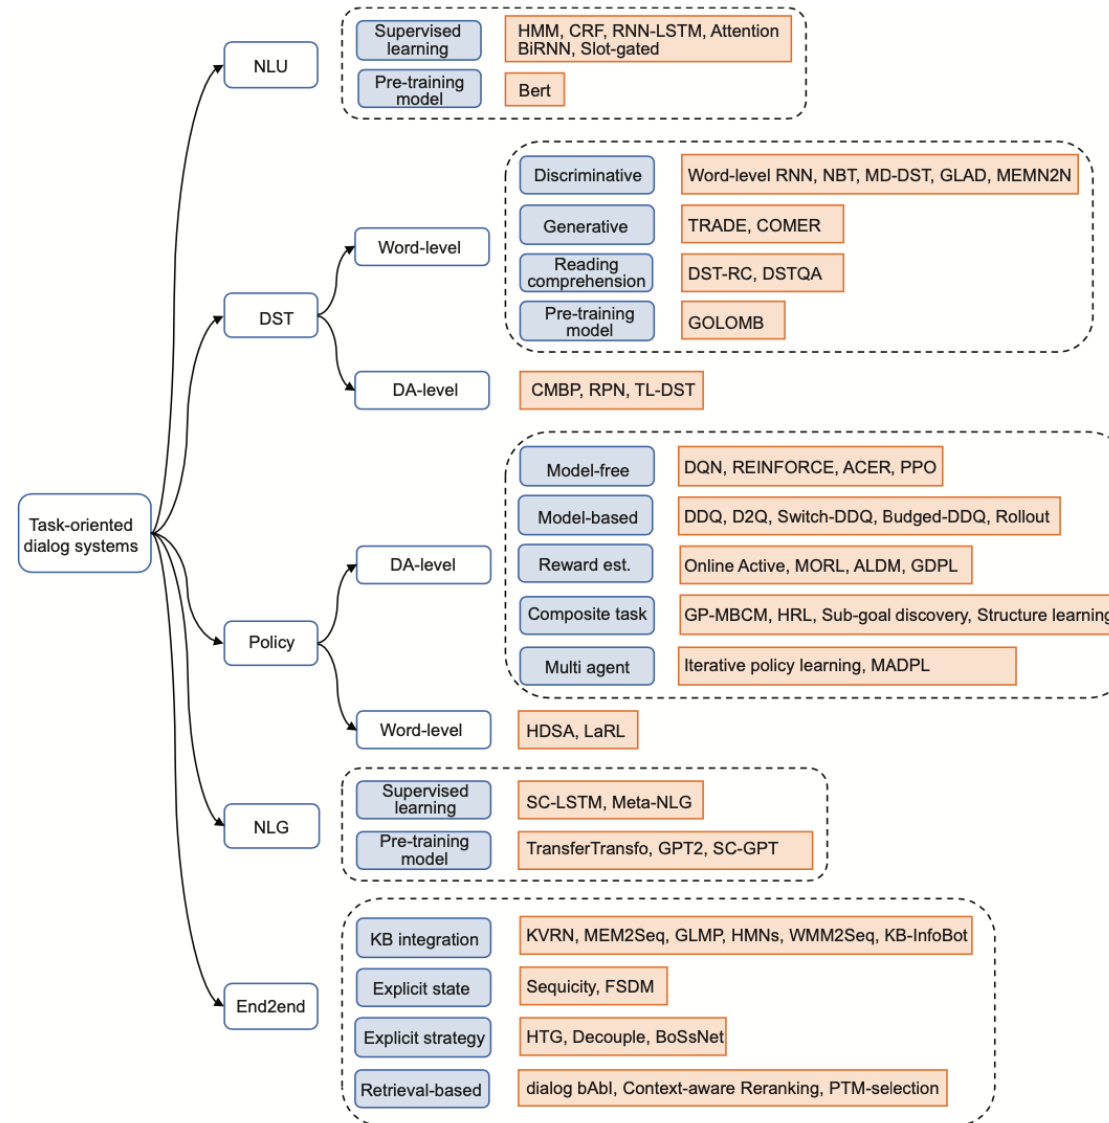 Supervised
learning
HMM, CRF, RNN-LSTM, Attention
BiRNN, Slot-gated
NLU
Pre-training
model
Bert
Discriminative
Word-level RNN, NBT, MD-DST, GLAD, MEMN2N
Generative
TRADE, COMER
Word-level
Reading
comprehension
DST-RC, DSTQA
Pre-training
model
GOLOMB
DST
DA-level
CMBP, RPN, TL-DST
Model-free
DQN, REINFORCE, ACER, PPO
Model-based
DDQ, D2Q, Switch-DDQ, Budged-DDQ, Rollout
Task-oriented
dialog systems
DA-level
Reward est.
Online Active, MORL, ALDM, GDPL
Composite task
GP-MBCM, HRL, Sub-goal discovery, Structure learning
Policy
Multi agent
Iterative policy learning, MADPL
Word-level
HDSA, LaRL
Supervised
learning
SC-LSTM, Meta-NLG
NLG
Pre-training
model
TransferTransfo, GPT2, SC-GPT
KB integration
KVRN, MEM2Seq, GLMP, HMNs, WMM2Seq, KB-InfoBot
Explicit state
Sequicity, FSDM
End2end
Explicit strategy
HTG, Decouple, BoSsNet
Retrieval-based
dialog bAbI, Context-aware Reranking, PTM-selection